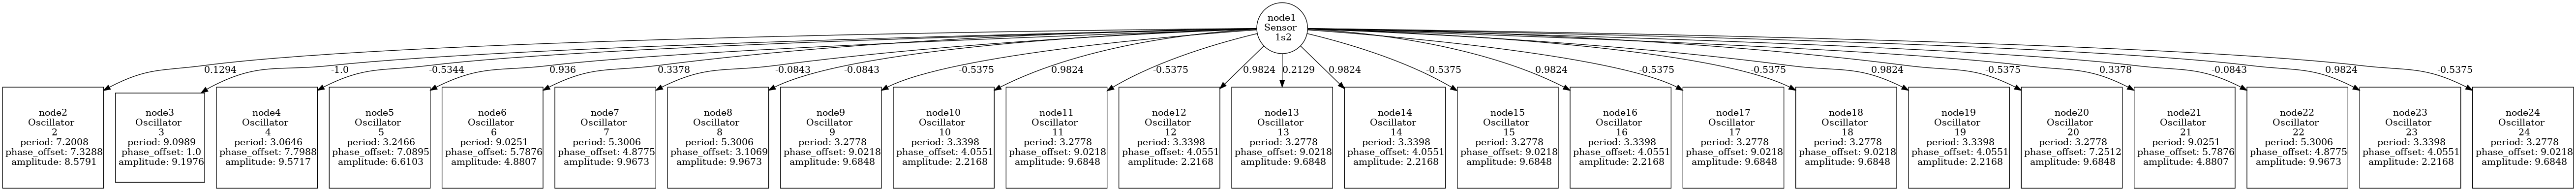 node1
Sensor
1s2
0.1294
-1.0
-0.5344
0.936
0.3378
-0.0843
-0.0843
-0.5375
0.9824
-0.5375
0.9824
0.2129
0.9824
-0.5375
0.9824
-0.5375
-0.5375
0.9824
-0.5375
0.3378
-0.0843
0.9824
-0.5375
node2
Oscillator
2
period: 7.2008
phase_offset: 7.3288
amplitude: 8.5791
node3
Oscillator
3
period: 9.0989
phase_offset: 1.0
amplitude: 9.1976
node4
Oscillator
4
period: 3.0646
phase_offset: 7.7988
amplitude: 9.5717
node5
Oscillator
5
period: 3.2466
phase_offset: 7.0895
amplitude: 6.6103
node6
Oscillator
6
period: 9.0251
phase_offset: 5.7876
amplitude: 4.8807
node7
Oscillator
7
period: 5.3006
phase_offset: 4.8775
amplitude: 9.9673
node8
Oscillator
8
period: 5.3006
phase_offset: 3.1069
amplitude: 9.9673
node9
Oscillator
9
period: 3.2778
phase_offset: 9.0218
amplitude: 9.6848
node10
Oscillator
10
period: 3.3398
phase_offset: 4.0551
amplitude: 2.2168
node11
Oscillator
11
period: 3.2778
phase_offset: 9.0218
amplitude: 9.6848
node12
Oscillator
12
period: 3.3398
phase_offset: 4.0551
amplitude: 2.2168
node13
Oscillator
13
period: 3.2778
phase_offset: 9.0218
amplitude: 9.6848
node14
Oscillator
14
period: 3.3398
phase_offset: 4.0551
amplitude: 2.2168
node15
Oscillator
15
period: 3.2778
phase_offset: 9.0218
amplitude: 9.6848
node16
Oscillator
16
period: 3.3398
phase_offset: 4.0551
amplitude: 2.2168
node17
Oscillator
17
period: 3.2778
phase_offset: 9.0218
amplitude: 9.6848
node18
Oscillator
18
period: 3.2778
phase_offset: 9.0218
amplitude: 9.6848
node19
Oscillator
19
period: 3.3398
phase_offset: 4.0551
amplitude: 2.2168
node20
Oscillator
20
period: 3.2778
phase_offset: 7.2512
amplitude: 9.6848
node21
Oscillator
21
period: 9.0251
phase_offset: 5.7876
amplitude: 4.8807
node22
Oscillator
22
period: 5.3006
phase_offset: 4.8775
amplitude: 9.9673
node23
Oscillator
23
period: 3.3398
phase_offset: 4.0551
amplitude: 2.2168
node24
Oscillator
24
period: 3.2778
phase_offset: 9.0218
amplitude: 9.6848